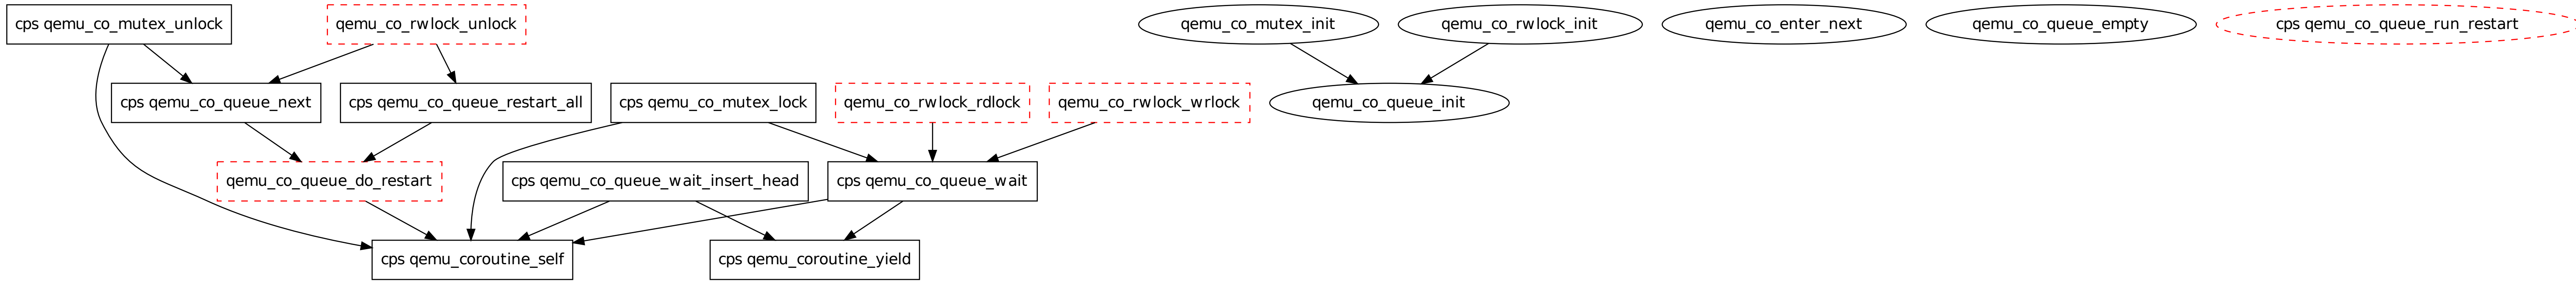 cps qemu_co_mutex_unlock
qemu_co_rwlock_unlock
qemu_co_mutex_init
qemu_co_rwlock_init
qemu_co_enter_next
qemu_co_queue_empty
cps qemu_co_queue_run_restart
cps qemu_co_queue_next
cps qemu_co_queue_restart_all
cps qemu_co_mutex_lock
qemu_co_rwlock_rdlock
qemu_co_rwlock_wrlock
qemu_co_queue_init
qemu_co_queue_do_restart
cps qemu_co_queue_wait_insert_head
cps qemu_co_queue_wait
cps qemu_coroutine_self
cps qemu_coroutine_yield